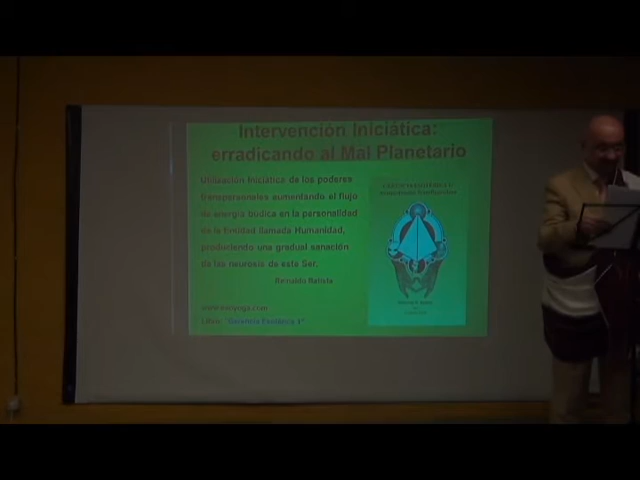 Intervención Iniciática:
erradicando al Mal Planetario
Utilización Iniciática de los poderes
transpersonales aumentando el flujo
de energía búdica en la personalidad
de la Entidad llamada Humanidad,
produciendo una gradual sanación
de las neurosis de este Ser.
Reinaldo Batista
Libro: